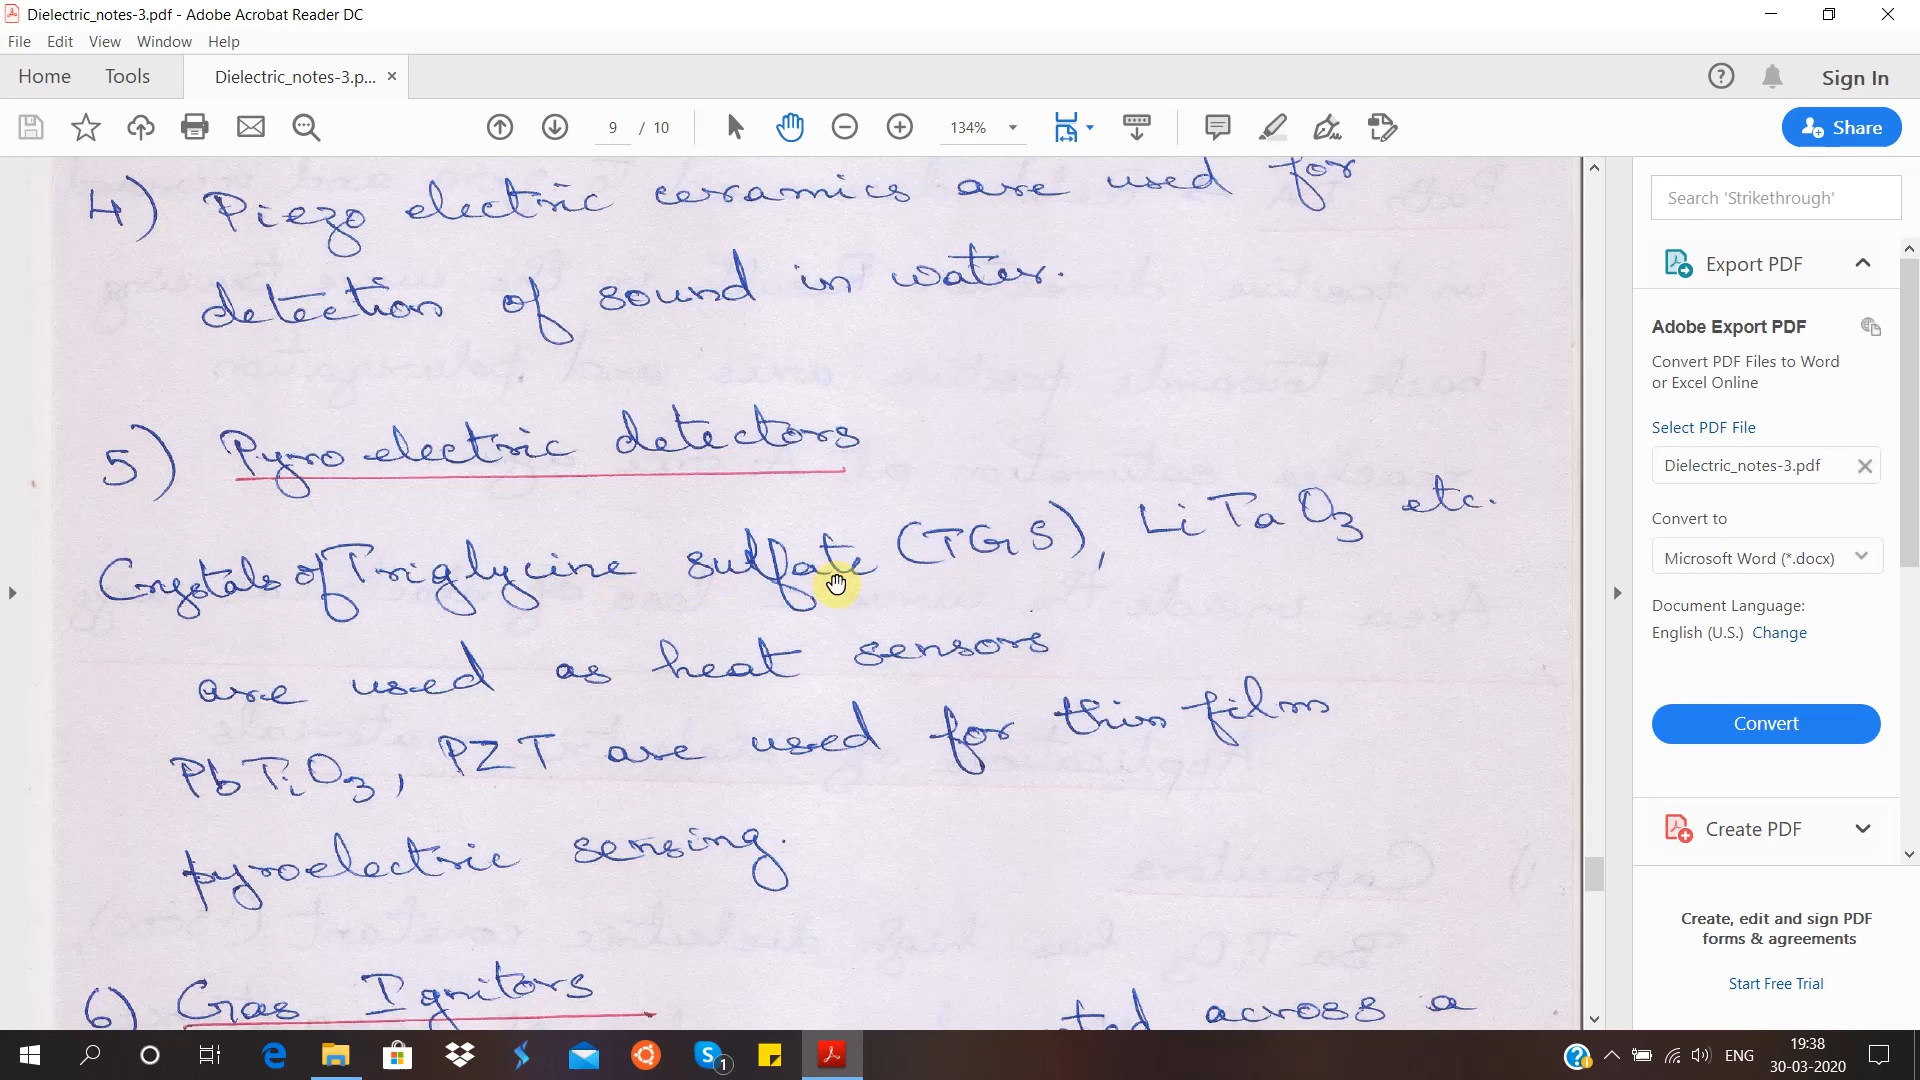 Dielectric_notes-3.pdf - Adobe Acrobat Reader DC
File Edit View Window Help
Home Tools Dielectric_notes-3.p... × Sign In
9 / 10 134% Share
4) Piezo electric ceramics are used for
detection of sound in water.
5) Pyro electric detectors
Crystals of Triglycine sulfate (TGS), LiTaO3 etc.
are used as heat sensors
PbTiO3, PZT are used for thin film
pyroelectric sensing.
6) Gas Ignitors
across a
Search 'Strikethrough'
Export PDF
Adobe Export PDF
Convert PDF Files to Word
or Excel Online
Select PDF File
Dielectric_notes-3.pdf
Convert to
Microsoft Word (*.docx)
Document Language:
English (U.S.) Change
Convert
Create PDF
Create, edit and sign PDF
forms & agreements
Start Free Trial
1
ENG
19:38
30-03-2020